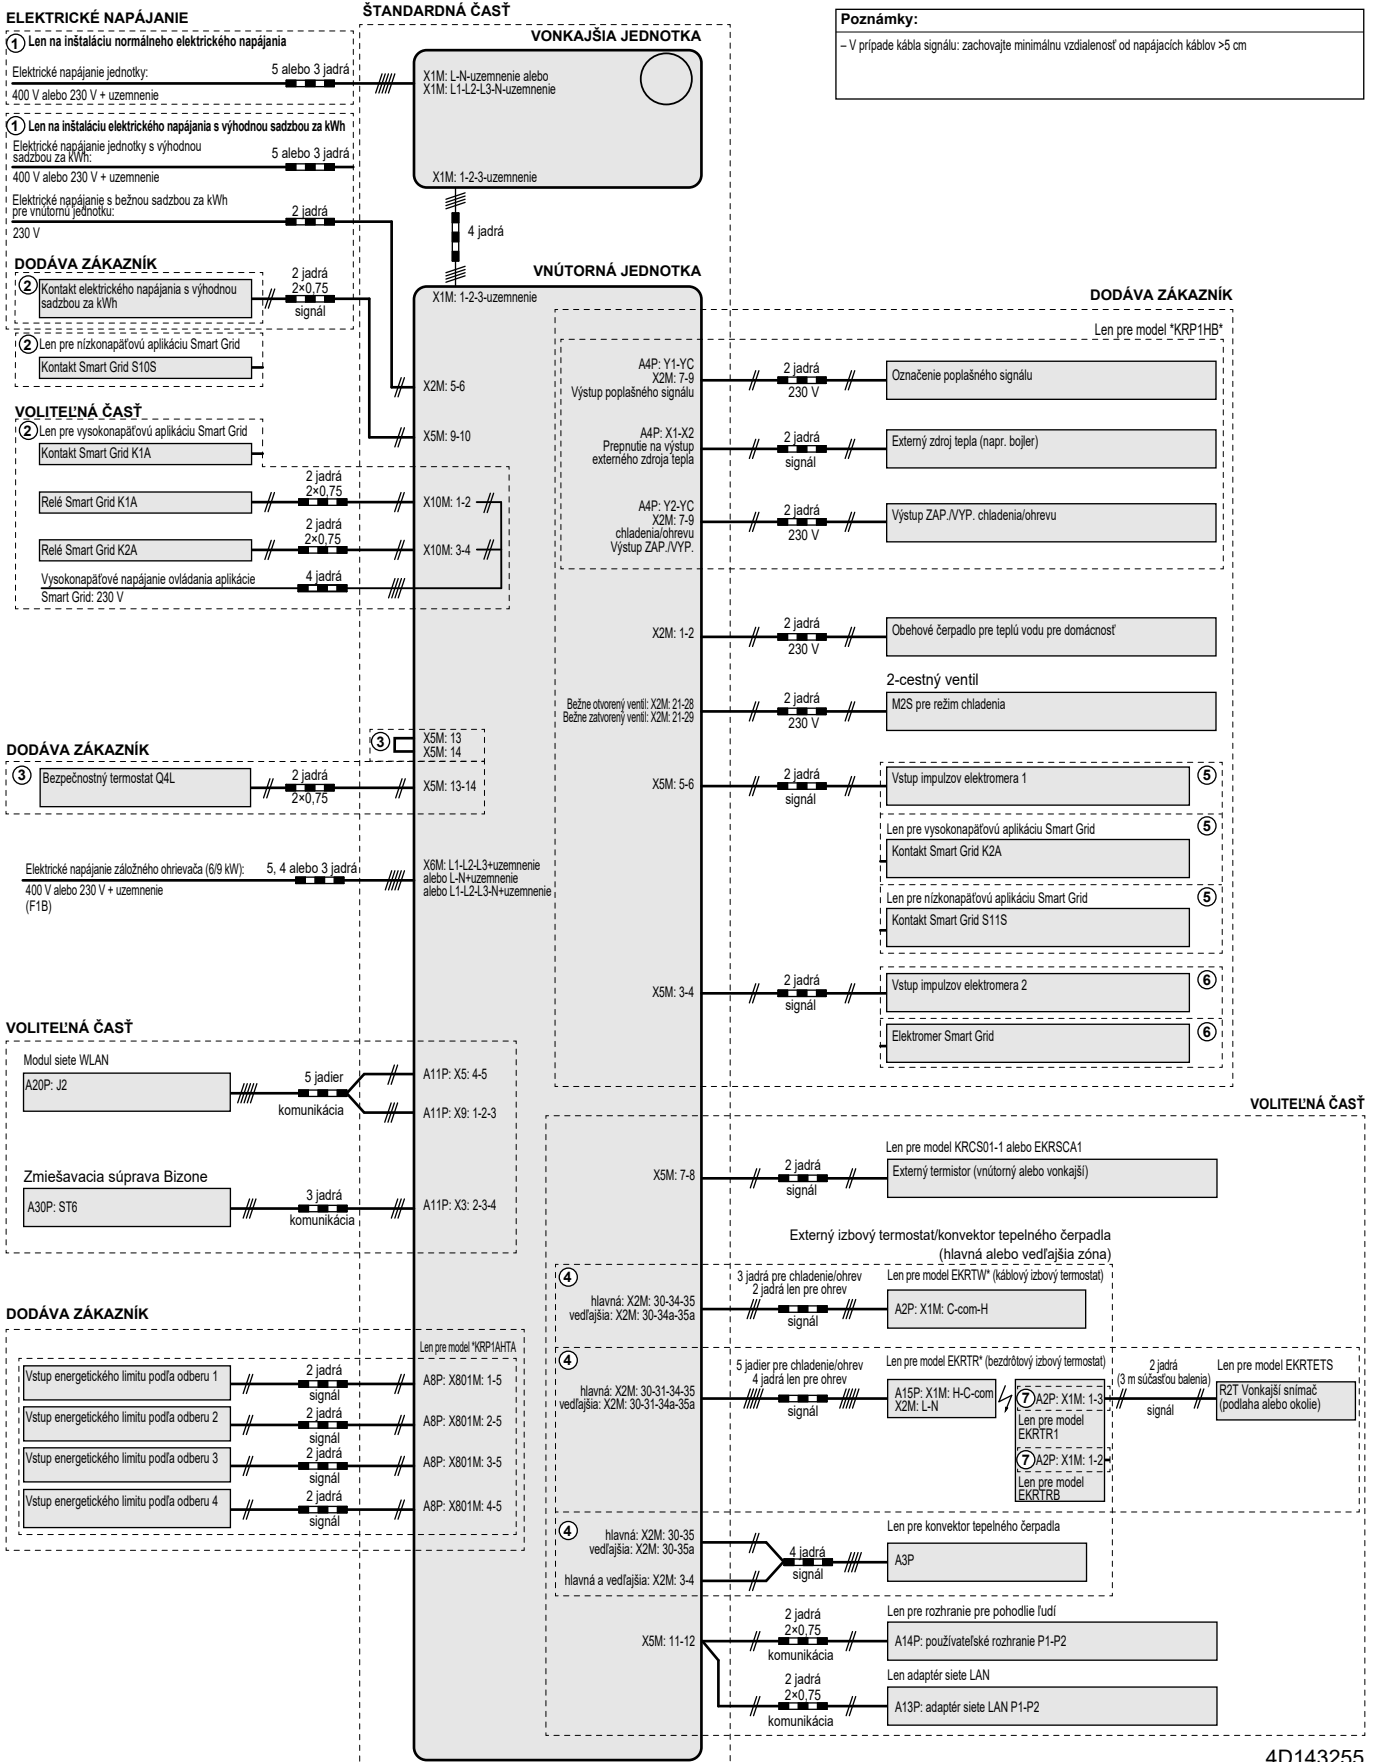 ELEKTRICKÉ NAPÁJANIE
① Len na inštaláciu normálneho elektrického napájania
Elektrické napájanie jednotky:
5 alebo 3 jadrá
400 V alebo 230 V + uzemnenie
① Len na inštaláciu elektrického napájania s výhodnou sadzbou za kWh
Elektrické napájanie jednotky s výhodnou
sadzbou za kWh:
5 alebo 3 jadrá
400 V alebo 230 V + uzemnenie
Elektrické napájanie s bežnou sadzbou za kWh
pre vnútornú jednotku:
2 jadrá
230 V
DODÁVA ZÁKAZNÍK
② Kontakt elektrického napájania s výhodnou
sadzbou za kWh
2 jadrá
2×0,75
signál
② Len pre nízkonapäťovú aplikáciu Smart Grid
Kontakt Smart Grid S10S
VOLITEĽNÁ ČASŤ
② Len pre vysokonapäťovú aplikáciu Smart Grid
Kontakt Smart Grid K1A
Relé Smart Grid K1A
2 jadrá
2×0,75
X10M: 1-2
Relé Smart Grid K2A
2 jadrá
2×0,75
X10M: 3-4
Vysokonapäťové napájanie ovládania aplikácie
Smart Grid: 230 V
4 jadrá
DODÁVA ZÁKAZNÍK
③ Bezpečnostný termostat Q4L
2 jadrá
2×0,75
③
X5M: 13
X5M: 14
X5M: 13-14
Elektrické napájanie záložného ohrievača (6/9 kW):
5, 4 alebo 3 jadrá
400 V alebo 230 V + uzemnenie
(F1B)
X6M: L1-L2-L3+uzemnenie
alebo L-N+uzemnenie
alebo L1-L2-L3-N+uzemnenie
VOLITEĽNÁ ČASŤ
Modul siete WLAN
A20P: J2
5 jadier
komunikácia
A11P: X5: 4-5
A11P: X9: 1-2-3
Zmiešavacia súprava Bizone
A30P: ST6
3 jadrá
komunikácia
A11P: X3: 2-3-4
DODÁVA ZÁKAZNÍK
Len pre model *KRP1AHTA
Vstup energetického limitu podľa odberu 1
2 jadrá
signál
A8P: X801M: 1-5
Vstup energetického limitu podľa odberu 2
2 jadrá
signál
A8P: X801M: 2-5
Vstup energetického limitu podľa odberu 3
2 jadrá
signál
A8P: X801M: 3-5
Vstup energetického limitu podľa odberu 4
2 jadrá
signál
A8P: X801M: 4-5
ŠTANDARDNÁ ČASŤ
VONKAJŠIA JEDNOTKA
X1M: L-N-uzemnenie alebo
X1M: L1-L2-L3-N-uzemnenie
X1M: 1-2-3-uzemnenie
4 jadrá
VNÚTORNÁ JEDNOTKA
X1M: 1-2-3-uzemnenie
X2M: 5-6
X5M: 9-10
Poznámky:
– V prípade kábla signálu: zachovajte minimálnu vzdialenosť od napájacích káblov >5 cm
DODÁVA ZÁKAZNÍK
Len pre model *KRP1HB*
A4P: Y1-YC
X2M: 7-9
Výstup poplašného signálu
2 jadrá
230 V
Označenie poplašného signálu
A4P: X1-X2
Prepnutie na výstup
externého zdroja tepla
2 jadrá
signál
Externý zdroj tepla (napr. bojler)
A4P: Y2-YC
X2M: 7-9
chladenia/ohrevu
Výstup ZAP./VYP.
2 jadrá
230 V
Výstup ZAP./VYP. chladenia/ohrevu
X2M: 1-2
2 jadrá
230 V
Obehové čerpadlo pre teplú vodu pre domácnosť
2-cestný ventil
Bežne otvorený ventil: X2M: 21-28
Bežne zatvorený ventil: X2M: 21-29
2 jadrá
230 V
M2S pre režim chladenia
X5M: 5-6
2 jadrá
signál
Vstup impulzov elektromera 1
⑤
Len pre vysokonapäťovú aplikáciu Smart Grid
⑤
Kontakt Smart Grid K2A
Len pre nízkonapäťovú aplikáciu Smart Grid
⑤
Kontakt Smart Grid S11S
X5M: 3-4
2 jadrá
signál
Vstup impulzov elektromera 2
⑥
Elektromer Smart Grid
⑥
VOLITEĽNÁ ČASŤ
Len pre model KRCS01-1 alebo EKRSCA1
X5M: 7-8
2 jadrá
signál
Externý termistor (vnútorný alebo vonkajší)
Externý izbový termostat/konvektor tepelného čerpadla
(hlavná alebo vedľajšia zóna)
④
hlavná: X2M: 30-34-35
vedľajšia: X2M: 30-34a-35a
3 jadrá pre chladenie/ohrev
2 jadrá len pre ohrev
signál
Len pre model EKRTW* (káblový izbový termostat)
A2P: X1M: C-com-H
④
hlavná: X2M: 30-31-34-35
vedľajšia: X2M: 30-31-34a-35a
5 jadier pre chladenie/ohrev
4 jadrá len pre ohrev
signál
Len pre model EKRTR* (bezdrôtový izbový termostat)
A15P: X1M: H-C-com
X2M: L-N
⑦ A2P: X1M: 1-3
Len pre model
EKRTR1
⑦ A2P: X1M: 1-2
Len pre model
EKRTRB
2 jadrá
(3 m súčasťou balenia)
signál
Len pre model EKRTETS
R2T Vonkajší snímač
(podlaha alebo okolie)
④
hlavná: X2M: 30-35
vedľajšia: X2M: 30-35a
hlavná a vedľajšia: X2M: 3-4
4 jadrá
signál
Len pre konvektor tepelného čerpadla
A3P
X5M: 11-12
2 jadrá
2×0,75
komunikácia
Len pre rozhranie pre pohodlie ľudí
A14P: používateľské rozhranie P1-P2
2 jadrá
2×0,75
komunikácia
Len adaptér siete LAN
A13P: adaptér siete LAN P1-P2
4D143255